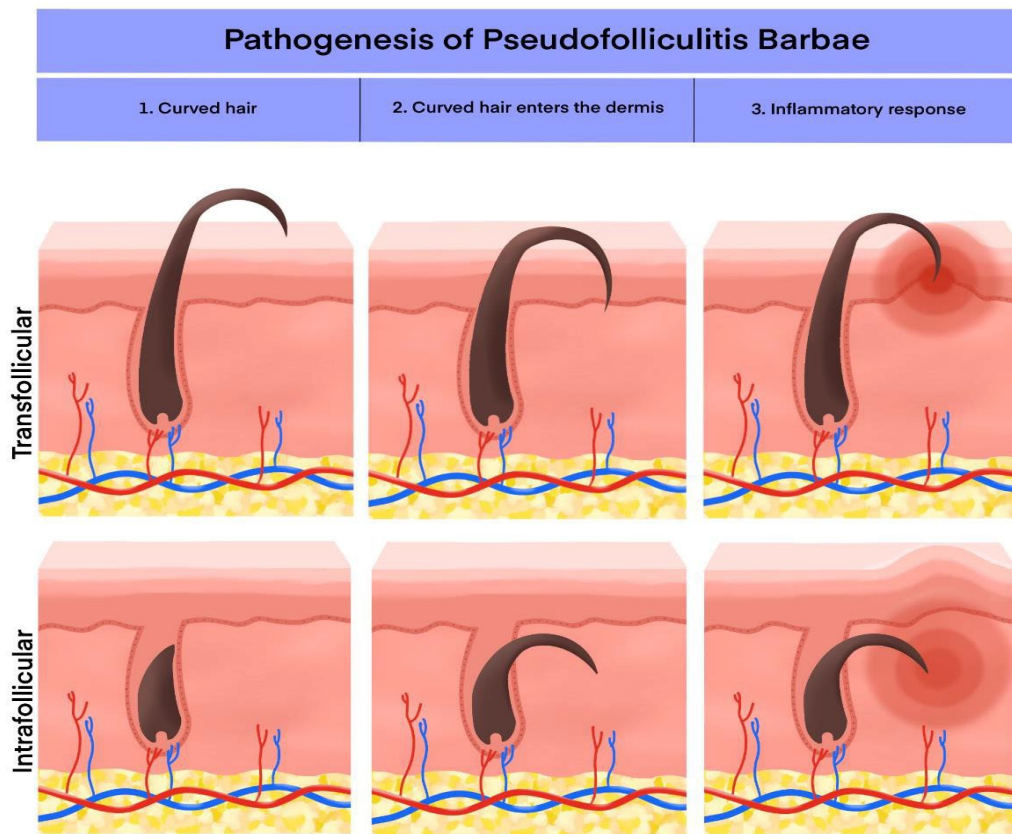 Pathogenesis of Pseudofolliculitis Barbae
1. Curved hair
2. Curved hair enters the dermis
3. Inflammatory response
Transfollicular
Intrafollicular